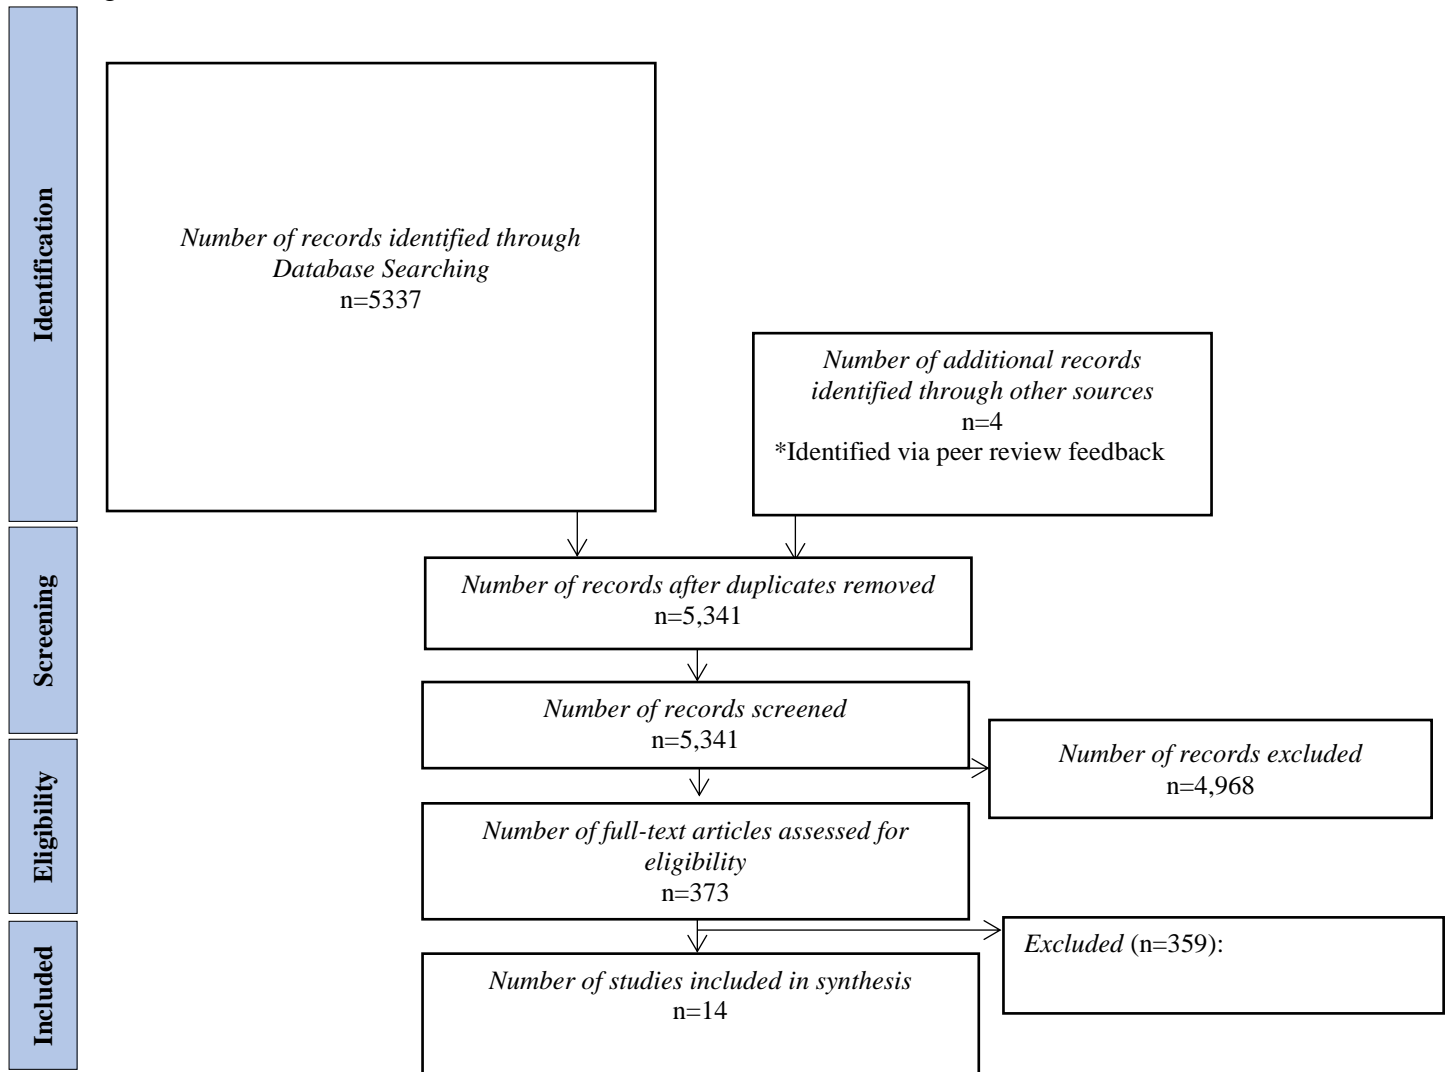 Identification
Number of records identified through
Database Searching
n=5337
Number of additional records
identified through other sources
n=4
*Identified via peer review feedback
Screening
Number of records after duplicates removed
n=5,341
Number of records screened
n=5,341
Number of records excluded
n=4,968
Eligibility
Number of full-text articles assessed for
eligibility
n=373
Excluded (n=359):
Included
Number of studies included in synthesis
n=14